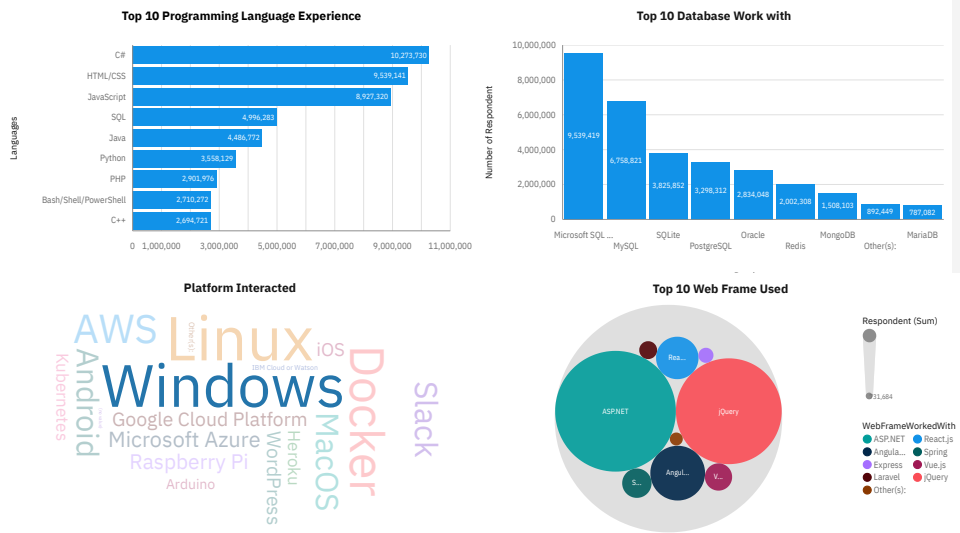 Top 10 Programming Language Experience
Languages
C#
10,273,730
HTML/CSS
9,539,141
JavaScript
8,927,320
SQL
4,996,283
Java
4,486,772
Python
3,558,129
PHP
2,901,976
Bash/Shell/PowerShell
2,710,272
C++
2,694,721
0 1,000,000 3,000,000 5,000,000 7,000,000 9,000,000 11,000,000
Top 10 Database Work with
Number of Respondent
10,000,000
8,000,000
6,000,000
4,000,000
2,000,000
0
9,539,419
6,758,821
3,825,852
3,298,312
2,834,048
2,002,308
1,508,103
892,449
787,082
Microsoft SQL ...
MySQL
SQLite
PostgreSQL
Oracle
Redis
MongoDB
Other(s):
MariaDB
Platform Interacted
AWS
Linux
Other(s):
iOS
IBM Cloud or Watson
Kubernetes
Android
Windows
Docker
Slack
Google Cloud Platform
Microsoft Azure
MacOS
Raspberry Pi
WordPress
Heroku
Arduino
Top 10 Web Frame Used
Rea...
ASP.NET
jQuery
Angul...
S...
V...
Respondent (Sum)
31,684
WebFrameWorkedWith
ASP.NET React.js
Angula... Spring
Express Vue.js
Laravel jQuery
Other(s):